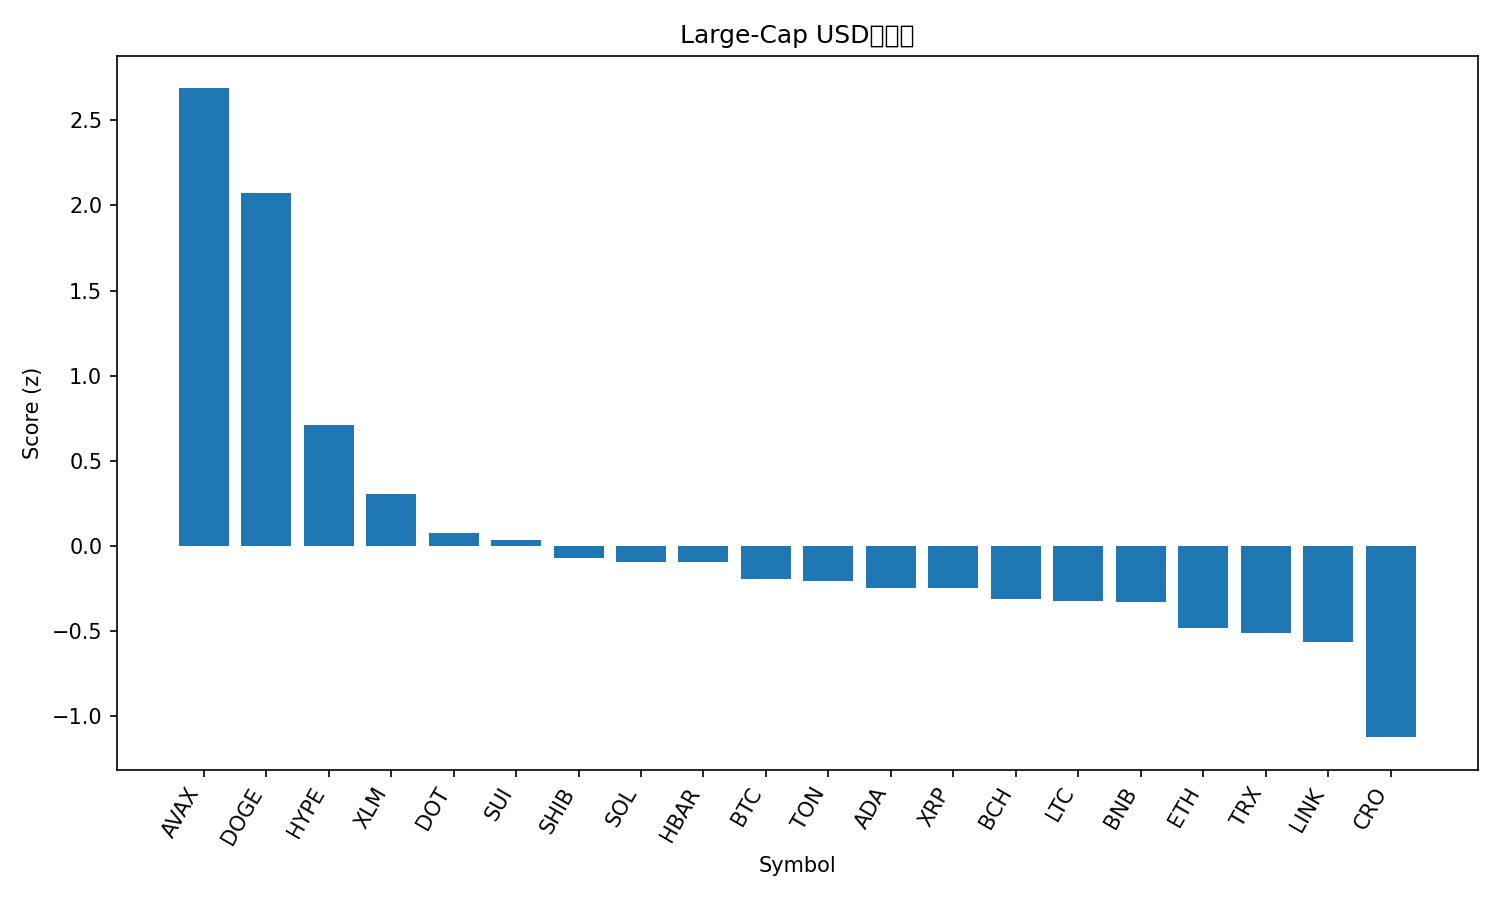 Large-Cap USD
Score (z)
2.5
2.0
1.5
1.0
0.5
0.0
−0.5
−1.0
AVAX
DOGE
HYPE
XLM
DOT
SUI
SHIB
SOL
HBAR
BTC
TON
ADA
XRP
BCH
LTC
BNB
ETH
TRX
LINK
CRO
Symbol